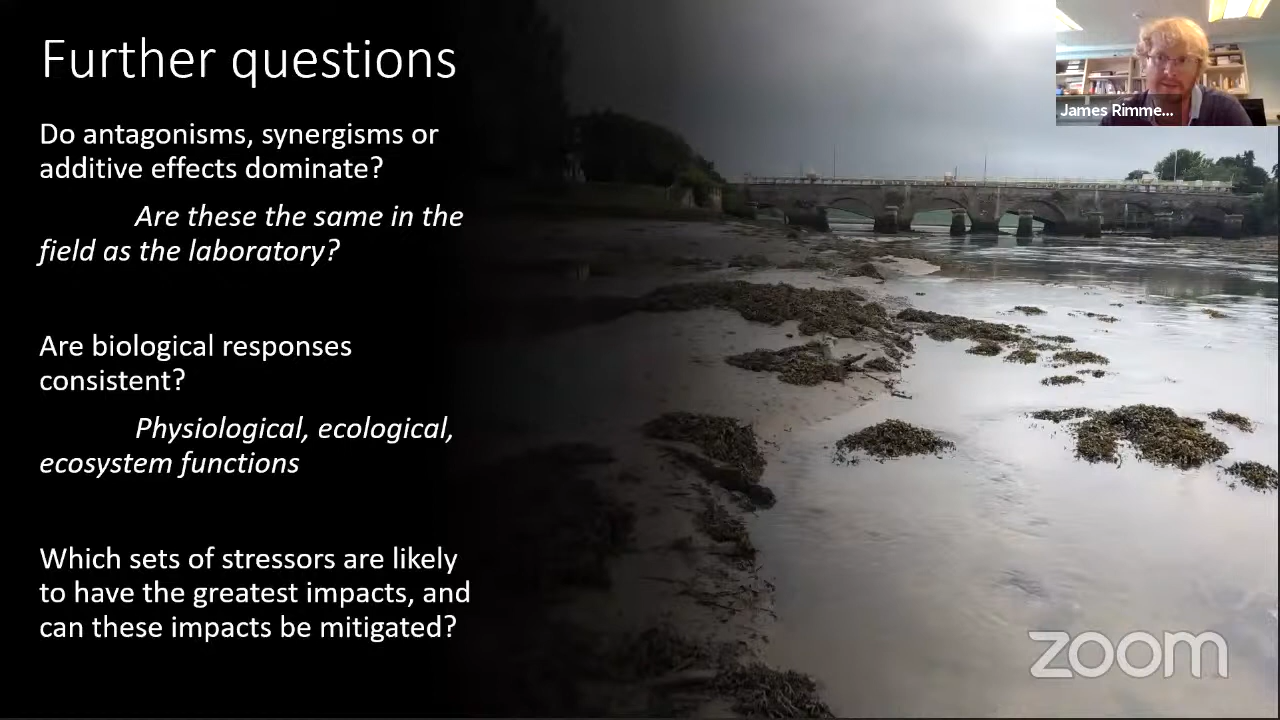 Further questions
Do antagonisms, synergisms or
additive effects dominate?
Are these the same in the
field as the laboratory?
Are biological responses
consistent?
Physiological, ecological,
ecosystem functions
Which sets of stressors are likely
to have the greatest impacts, and
can these impacts be mitigated?
James Rimme...
zoom